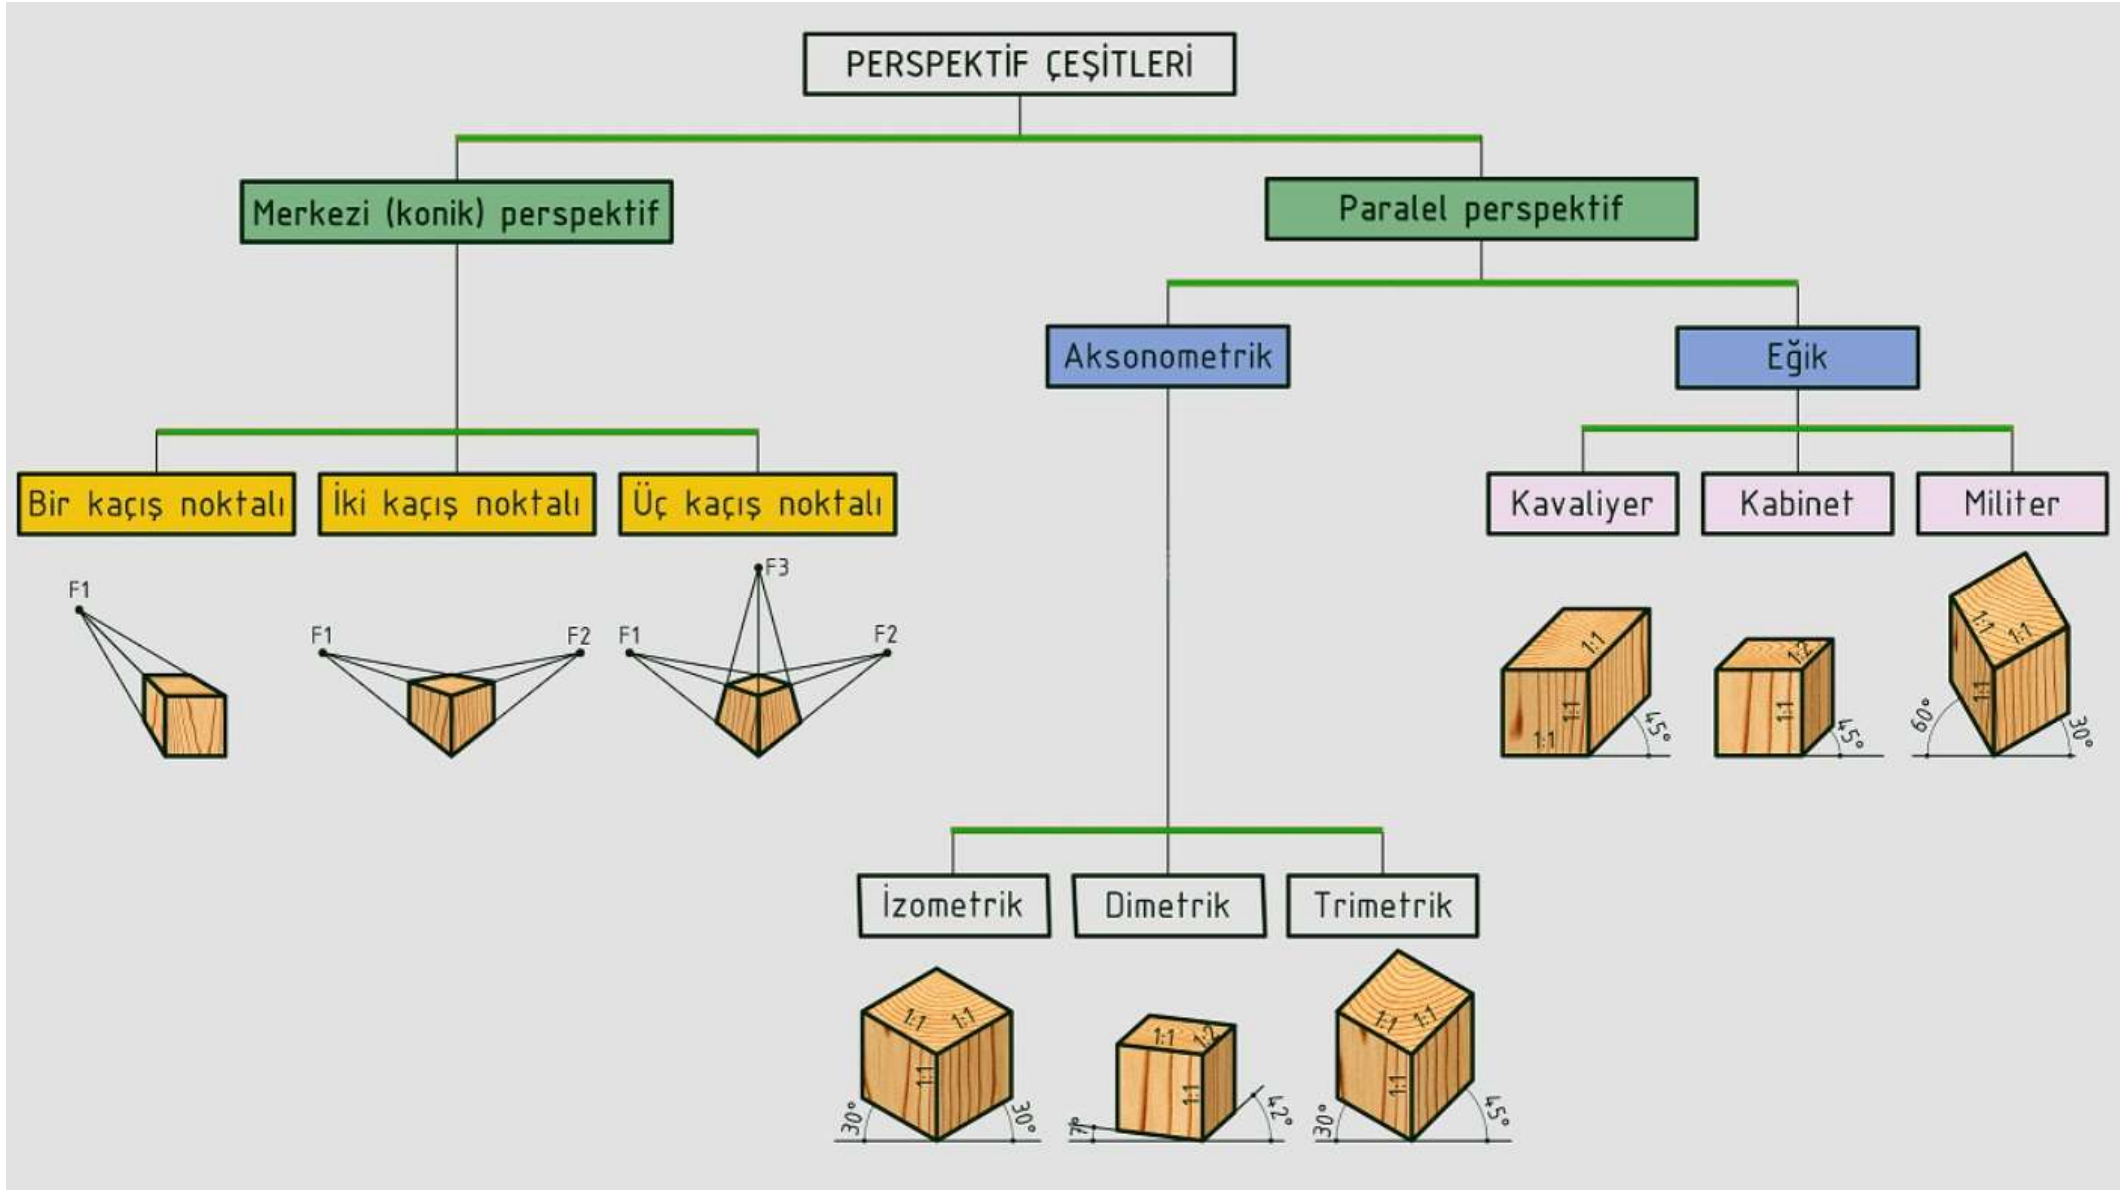 PERSPEKTİF ÇEŞİTLERİ
Merkezi (konik) perspektif
Paralel perspektif
Aksonometrik
Eğik
Bir kaçış noktalı
İki kaçış noktalı
Üç kaçış noktalı
Kavaliyer
Kabinet
Militer
F1
F1
F2
F1
F3
F2
1:1
1:1
1:1
45°
1:2
1:1
45°
1:1
1:1
1:1
60°
30°
İzometrik
Dimetrik
Trimetrik
1:1
1:1
1:1
30°
30°
1:1
1:2
1:1
7°
42°
1:1
1:1
1:1
30°
45°